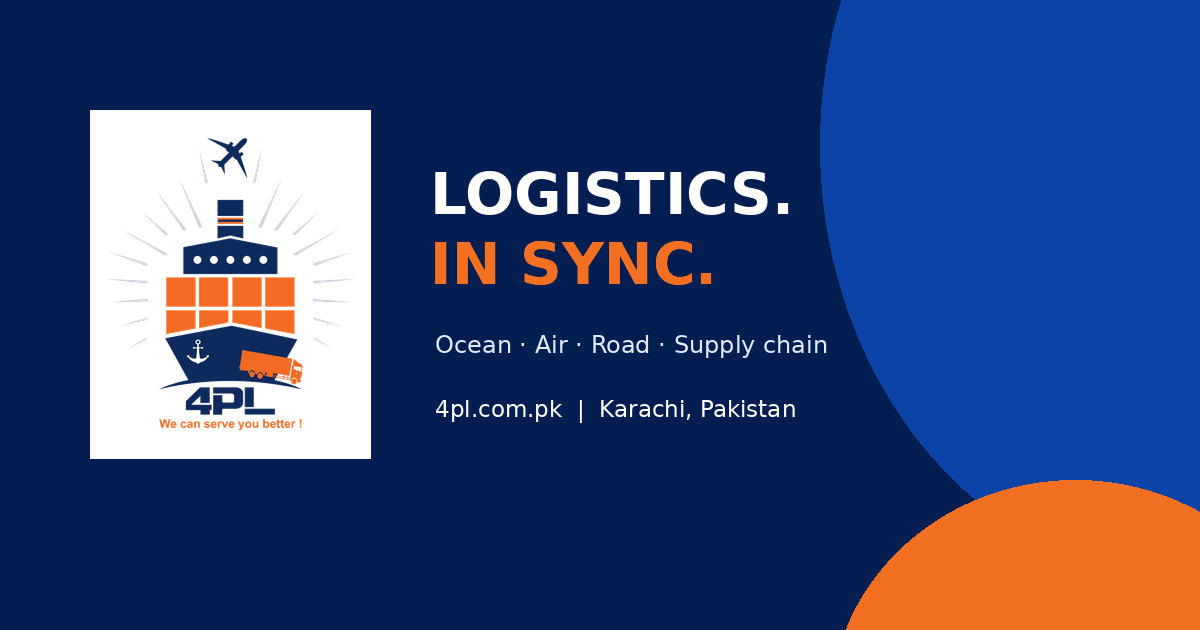 4PL
We can serve you better !
LOGISTICS.
IN SYNC.
Ocean · Air · Road · Supply chain
4pl.com.pk | Karachi, Pakistan